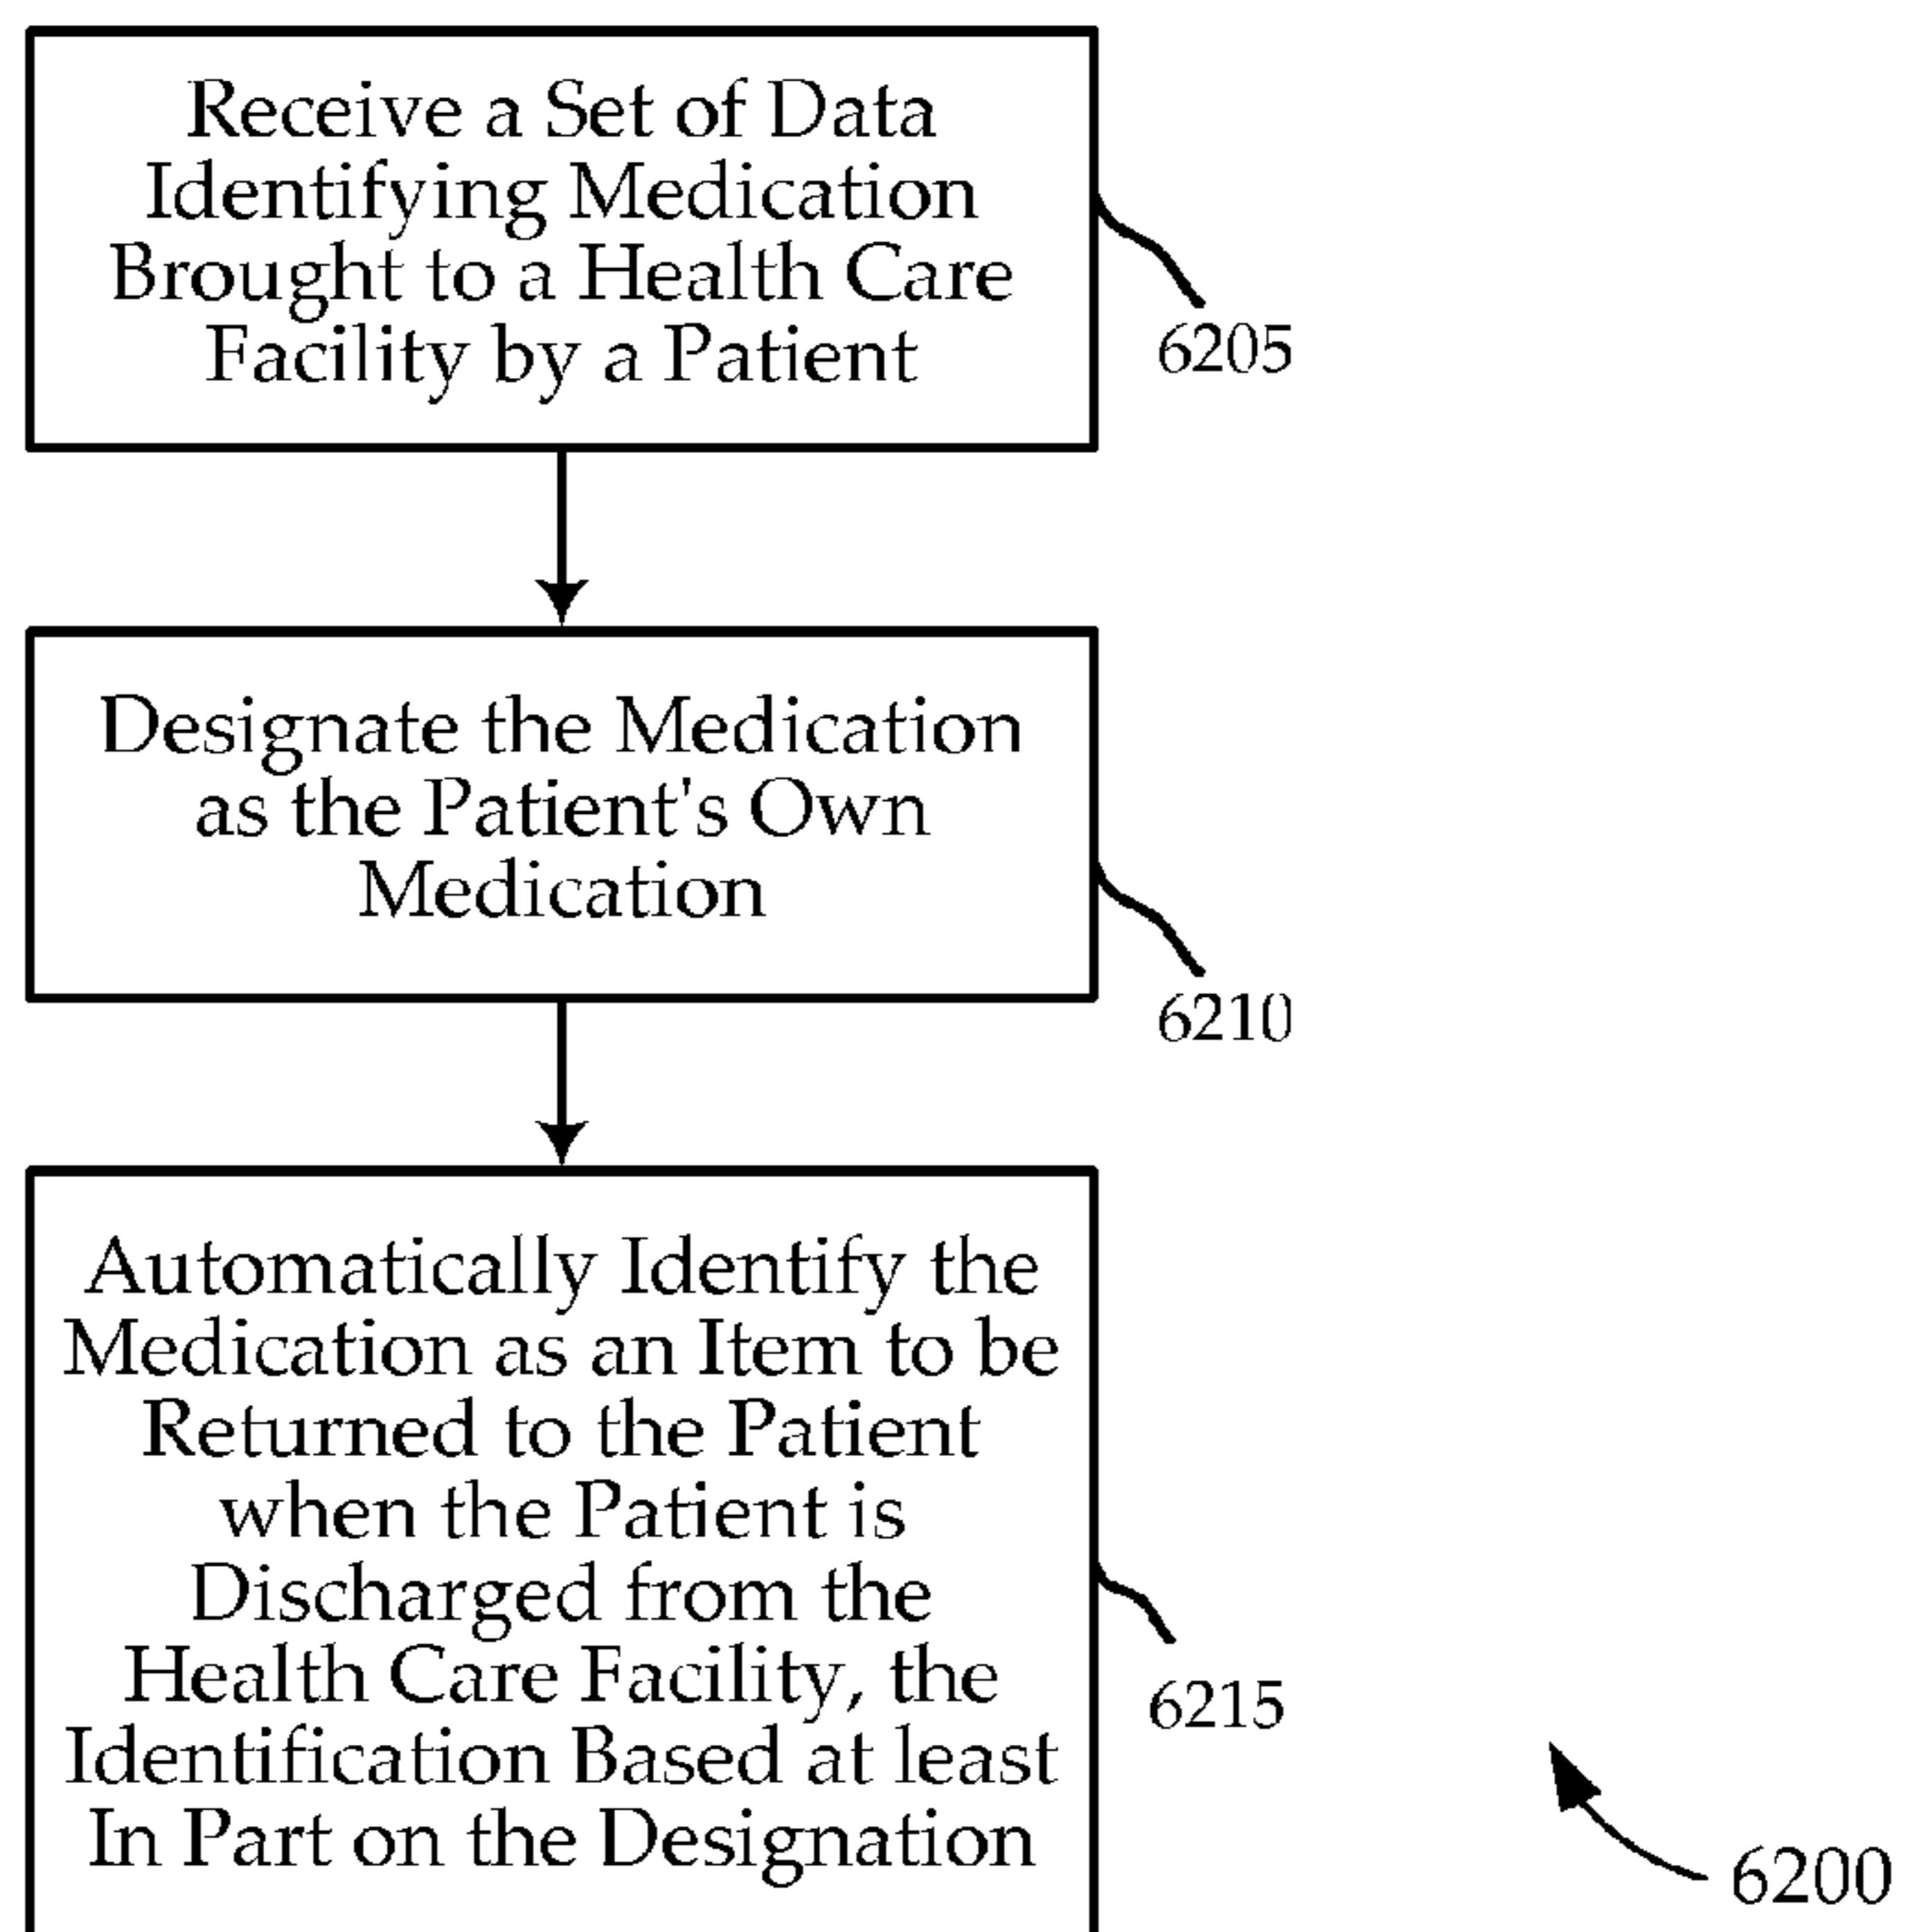 Receive a Set of Data
Identifying Medication
Brought to a Health Care
Facility by a Patient
6205
Designate the Medication
as the Patient's Own
Medication
6210
Automatically Identify the
Medication as an Item to be
Returned to the Patient
when the Patient is
Discharged from the
Health Care Facility, the
Identification Based at least
In Part on the Designation
6215
6200